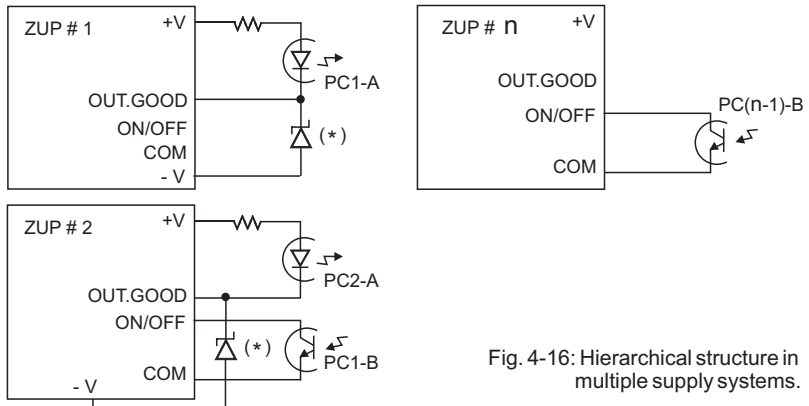 ZUP # 1
+V
PC1-A
OUT.GOOD
ON/OFF
(*)
COM
- V
ZUP # n
+V
OUT.GOOD
PC(n-1)-B
ON/OFF
COM
ZUP # 2
+V
PC2-A
OUT.GOOD
ON/OFF
(*)
PC1-B
COM
- V
Fig. 4-16: Hierarchical structure in
multiple supply systems.